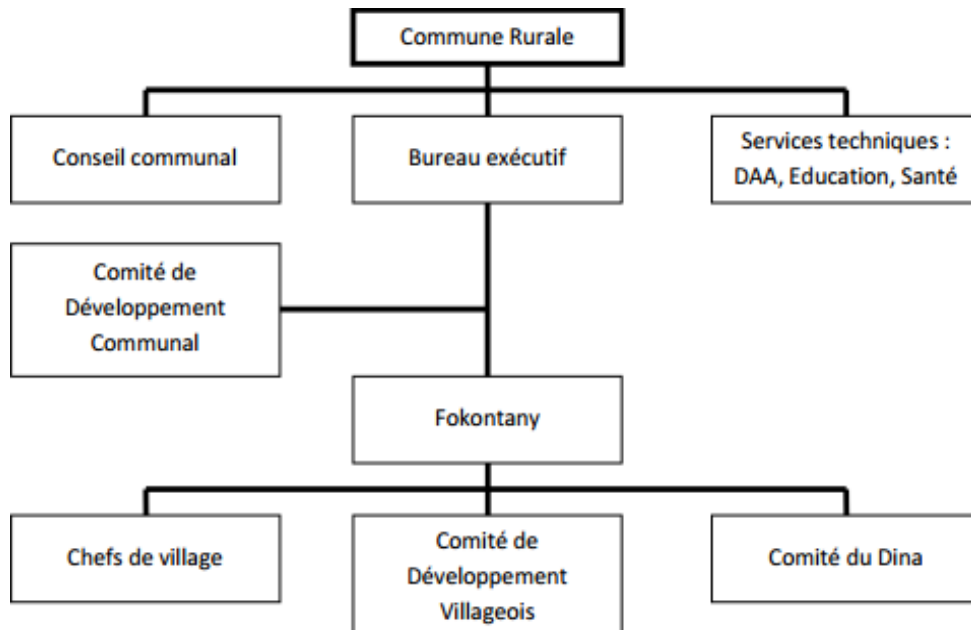 Commune Rurale
Conseil communal
Bureau exécutif
Services techniques :
DAA, Education, Santé
Comité de
Développement
Communal
Fokontany
Chefs de village
Comité de
Développement
Villageois
Comité du Dina